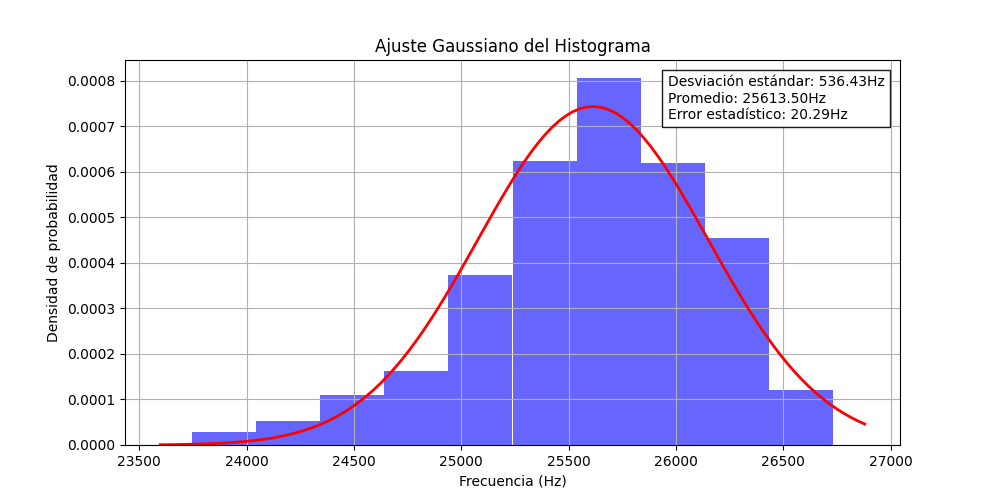 Ajuste Gaussiano del Histograma
Desviación estándar: 536.43Hz
Promedio: 25613.50Hz
Error estadístico: 20.29Hz
Densidad de probabilidad
0.0008
0.0007
0.0006
0.0005
0.0004
0.0003
0.0002
0.0001
0.0000
23500 24000 24500 25000 25500 26000 26500 27000
Frecuencia (Hz)